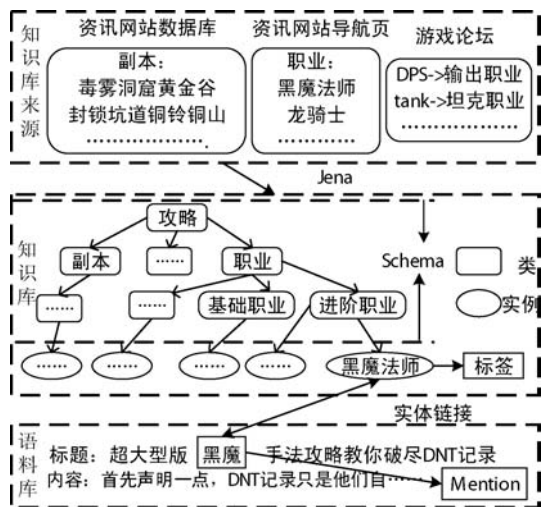 知识库来源
资讯网站数据库
副本：
毒雾洞窟黄金谷
封锁坑道铜铃铜山
……………….
资讯网站导航页
职业：
黑魔法师
龙骑士
……………
游戏论坛
DPS->输出职业
tank->坦克职业
………………
Jena
知识库
攻略
副本
……
职业
……
……
基础职业
进阶职业
Schema
类
实例
……
……
……
……
黑魔法师
标签
实体链接
语料库
标题：超大型版 黑魔 手法攻略教你破尽DNT记录
内容：首先声明一点，DNT记录只是他们自……
Mention